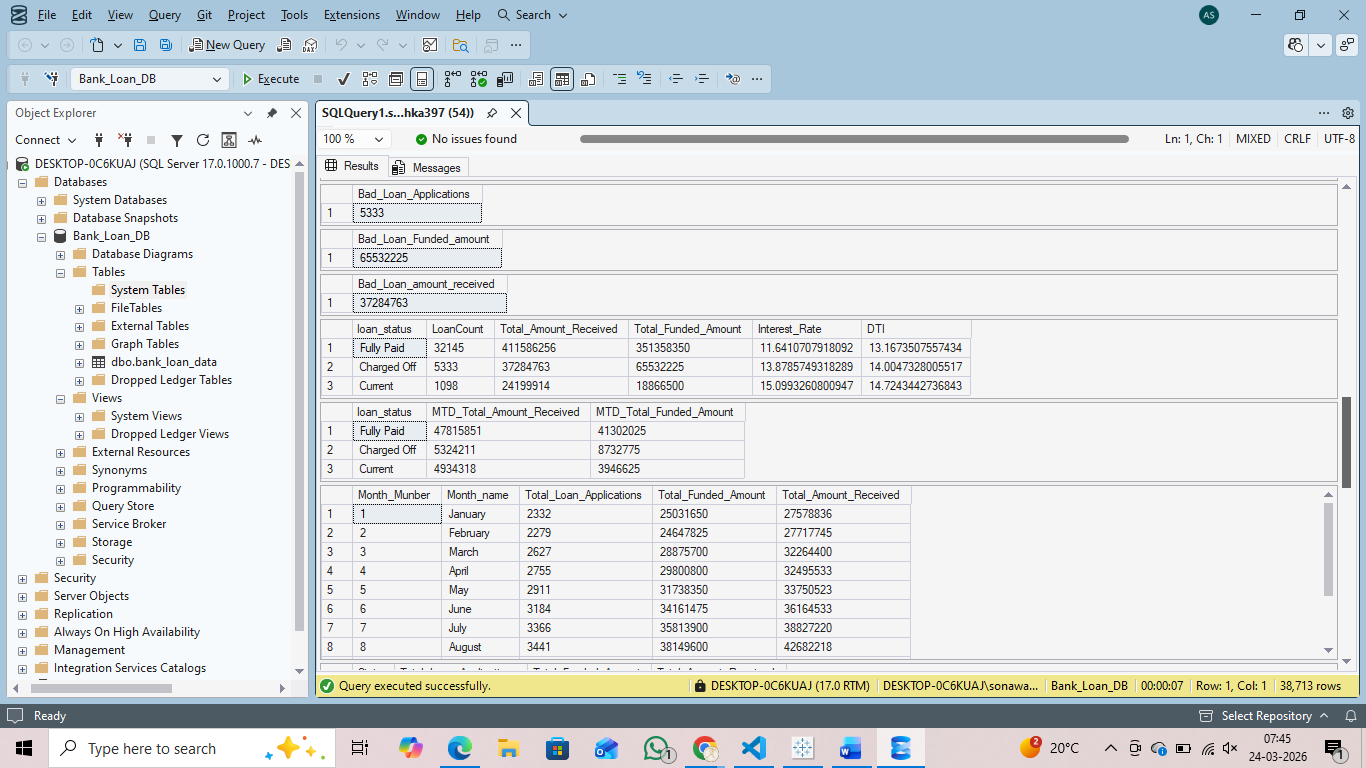 File Edit View Query Git Project Tools Extensions Window Help Search AS
New Query
Bank_Loan_DB Execute
Object Explorer
Connect
DESKTOP-0C6KUAJ (SQL Server 17.0.1000.7 - DES
Databases
System Databases
Database Snapshots
Bank_Loan_DB
Database Diagrams
Tables
System Tables
FileTables
External Tables
Graph Tables
dbo.bank_loan_data
Dropped Ledger Tables
Views
System Views
Dropped Ledger Views
External Resources
Synonyms
Programmability
Query Store
Service Broker
Storage
Security
Security
Server Objects
Replication
Always On High Availability
Management
Integration Services Catalogs
SQLQuery1.s...hka397 (54))
100 % No issues found Ln: 1, Ch: 1 MIXED CRLF UTF-8
Results Messages
Bad_Loan_Applications
1 5333
Bad_Loan_Funded_amount
1 65532225
Bad_Loan_amount_received
1 37284763
loan_status LoanCount Total_Amount_Received Total_Funded_Amount Interest_Rate DTI
1 Fully Paid 32145 411586256 351358350 11.6410707918092 13.1673507557434
2 Charged Off 5333 37284763 65532225 13.8785749318289 14.0047328005517
3 Current 1098 24199914 18866500 15.0993260800947 14.7243442736843
loan_status MTD_Total_Amount_Received MTD_Total_Funded_Amount
1 Fully Paid 47815851 41302025
2 Charged Off 5324211 8732775
3 Current 4934318 3946625
Month_Munber Month_name Total_Loan_Applications Total_Funded_Amount Total_Amount_Received
1 1 January 2332 25031650 27578836
2 2 February 2279 24647825 27717745
3 3 March 2627 28875700 32264400
4 4 April 2755 29800800 32495533
5 5 May 2911 31738350 33750523
6 6 June 3184 34161475 36164533
7 7 July 3366 35813900 38827220
8 8 August 3441 38149600 42682218
Query executed successfully. DESKTOP-0C6KUAJ (17.0 RTM) DESKTOP-0C6KUAJ\sonawa... Bank_Loan_DB 00:00:07 Row: 1, Col: 1 38,713 rows
Ready Select Repository
Type here to search 1 2 20°C 07:45
24-03-2026 1